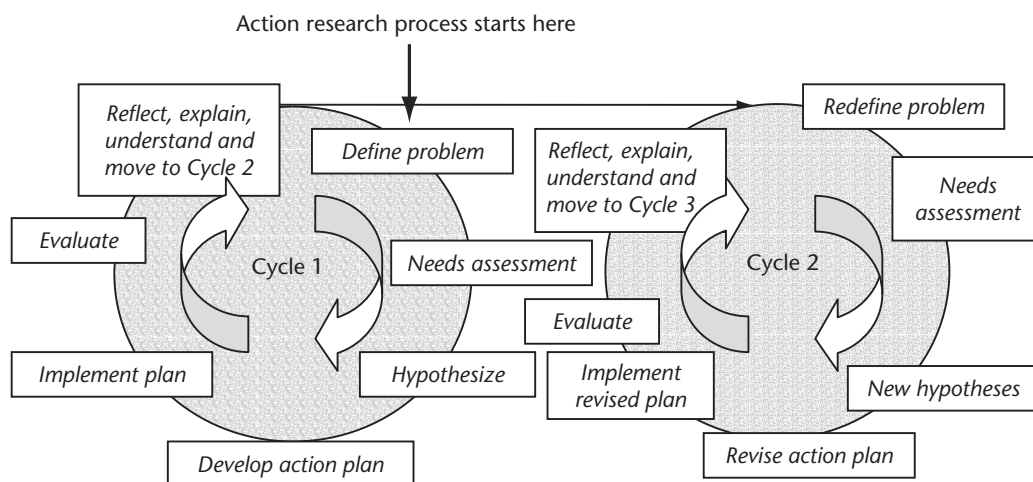 Action research process starts here
Reflect, explain,
understand and
move to Cycle 2
Define problem
Evaluate
Cycle 1
Needs assessment
Implement plan
Hypothesize
Develop action plan
Redefine problem
Reflect, explain,
understand and
move to Cycle 3
Needs
assessment
Cycle 2
Evaluate
Implement
revised plan
New hypotheses
Revise action plan